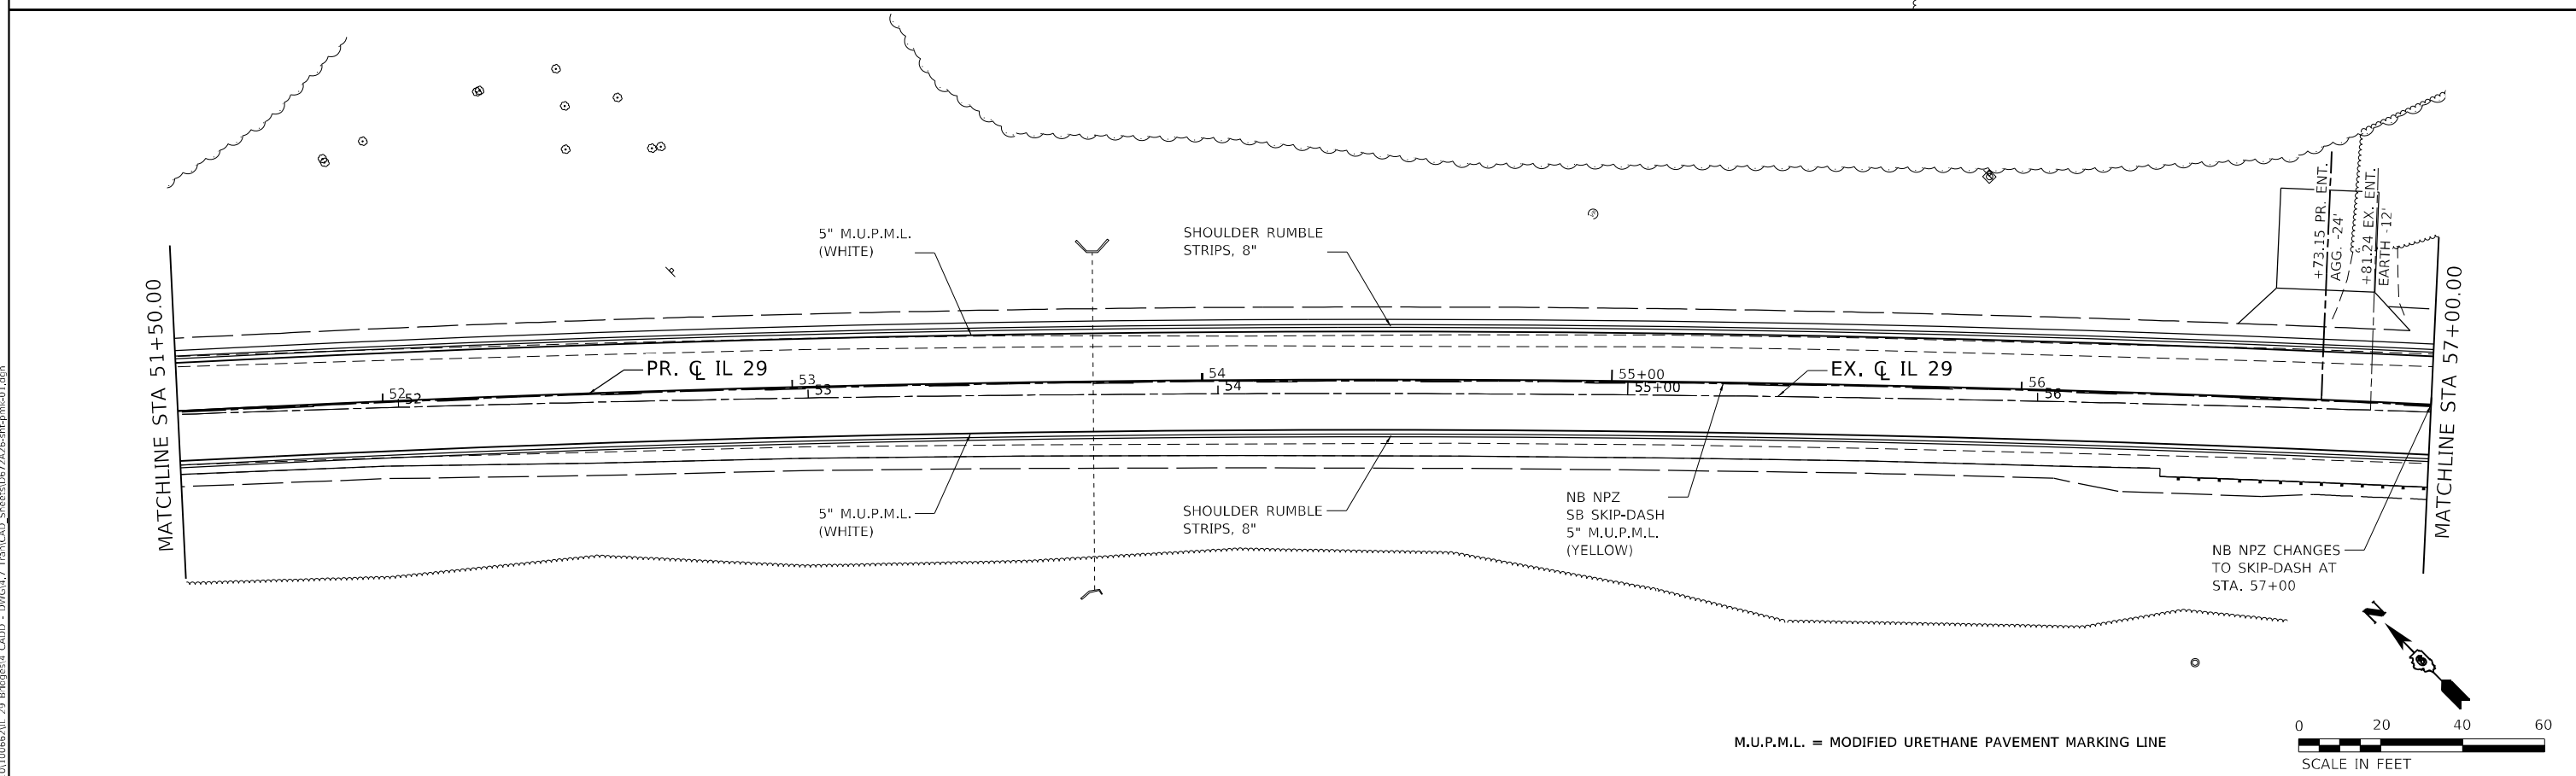 5" M.U.P.M.L.
(WHITE)
SHOULDER RUMBLE
STRIPS, 8"
+73.15 PR. ENT.
AGG. -24'
+81.24 EX. ENT.
EARTH -12'
MATCHLINE STA 51+50.00
MATCHLINE STA 57+00.00
PR. ℄ IL 29
EX. ℄ IL 29
52
52
53
53
54
54
55+00
55+00
56
56
5" M.U.P.M.L.
(WHITE)
SHOULDER RUMBLE
STRIPS, 8"
NB NPZ
SB SKIP-DASH
5" M.U.P.M.L.
(YELLOW)
NB NPZ CHANGES
TO SKIP-DASH AT
STA. 57+00
N
M.U.P.M.L. = MODIFIED URETHANE PAVEMENT MARKING LINE
0 20 40 60
SCALE IN FEET